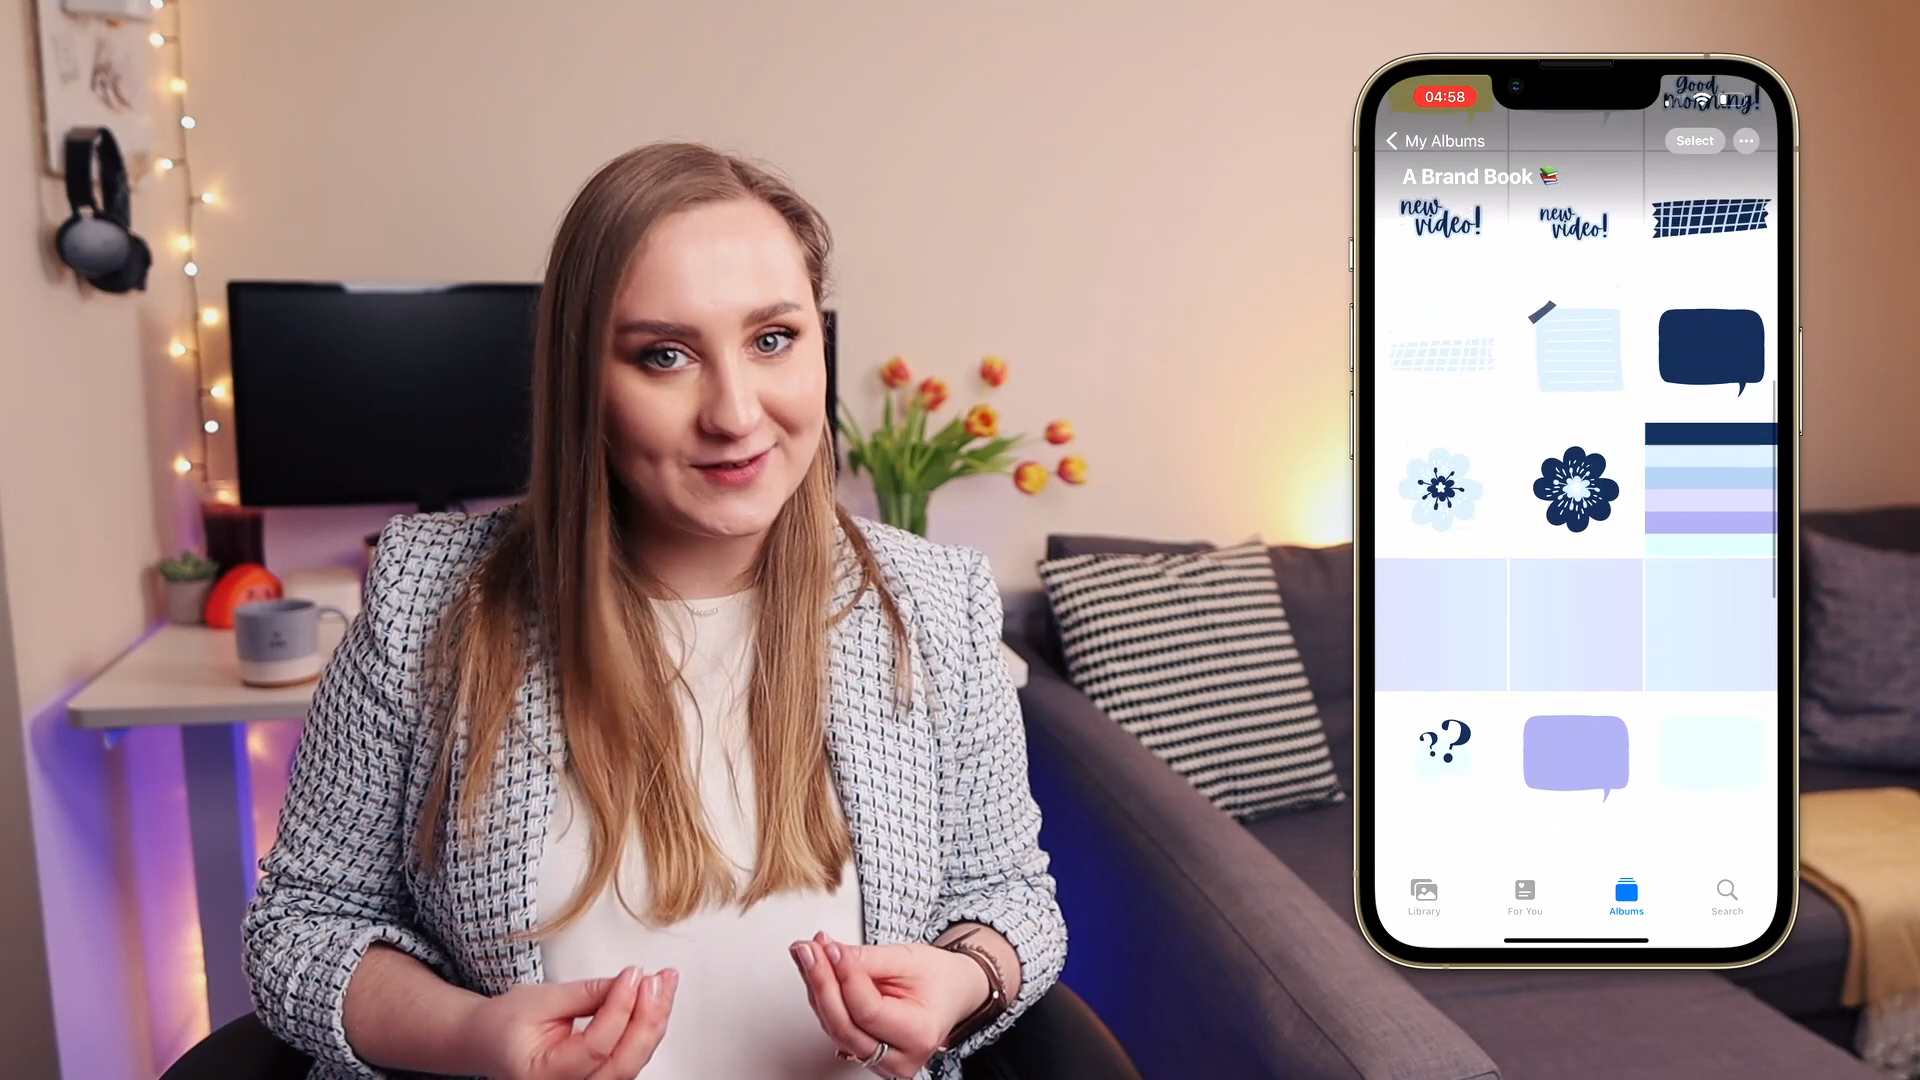 04:58
Good
morning!
My Albums
Select
A Brand Book
new
video!
new
video!
??
Library
For You
Albums
Search